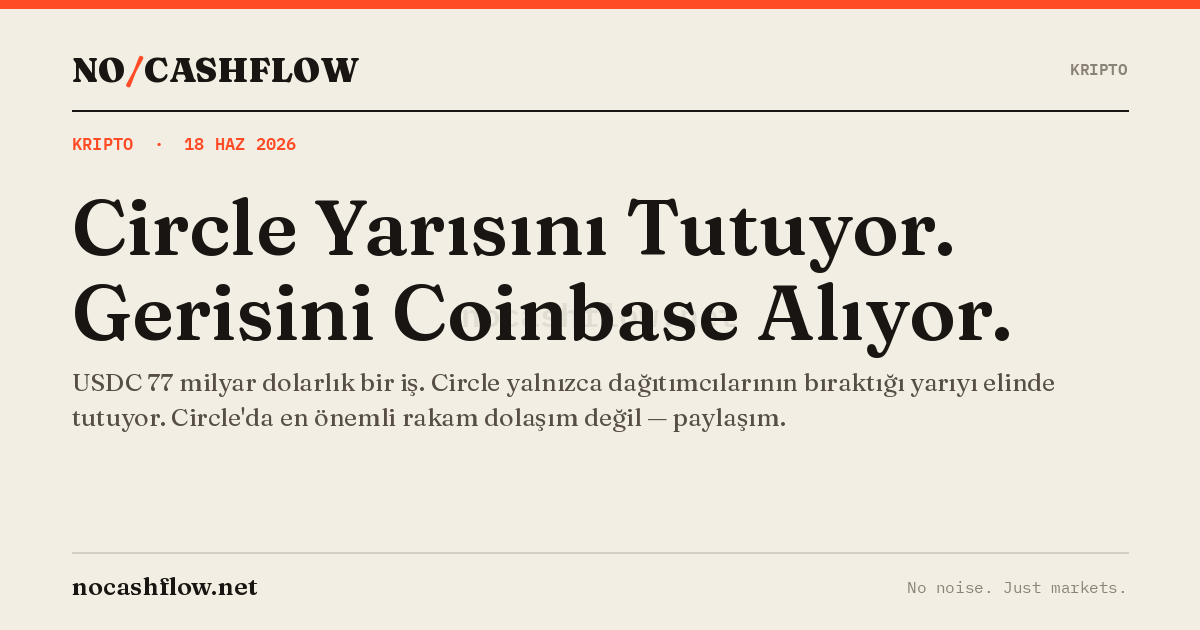 NO/CASHFLOW
KRIPTO
KRIPTO · 18 HAZ 2026
Circle Yarısını Tutuyor.
Gerisini Coinbase Alıyor.
USDC 77 milyar dolarlık bir iş. Circle yalnızca dağıtımcılarının bıraktığı yarıyı elinde
tutuyor. Circle'da en önemli rakam dolaşım değil — paylaşım.
nocashflow.net
No noise. Just markets.